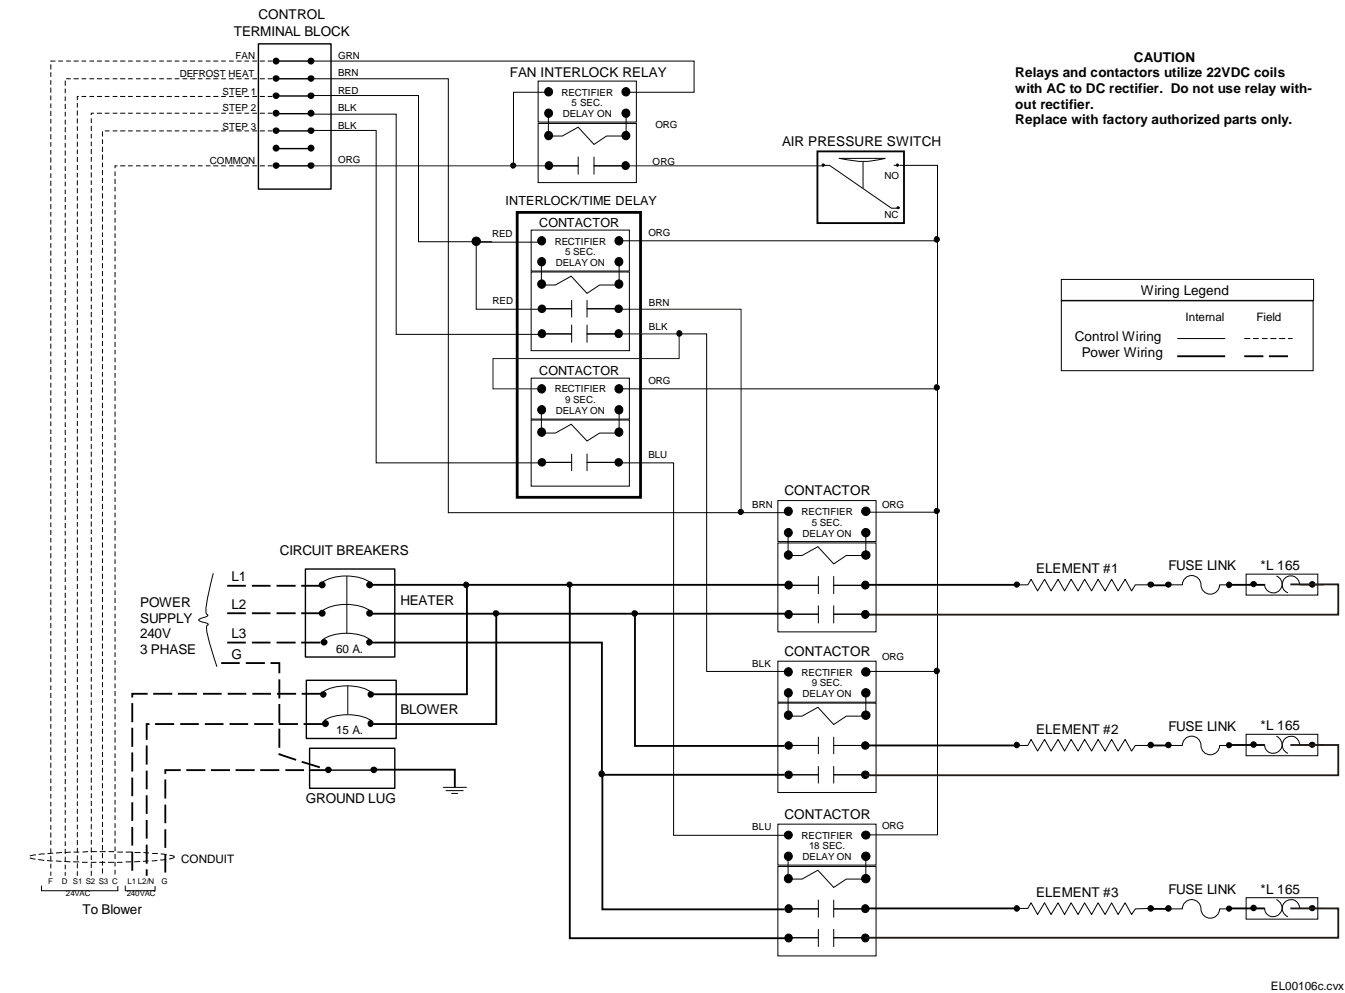 CONTROL
TERMINAL BLOCK
FAN
GRN
DEFROST HEAT
BRN
STEP 1
RED
STEP 2
BLK
STEP 3
BLK
COMMON
ORG
FAN INTERLOCK RELAY
RECTIFIER
5 SEC.
DELAY ON
ORG
ORG
AIR PRESSURE SWITCH
NO
NC
CAUTION
Relays and contactors utilize 22VDC coils
with AC to DC rectifier. Do not use relay with-
out rectifier.
Replace with factory authorized parts only.
INTERLOCK/TIME DELAY
CONTACTOR
RED
RECTIFIER
5 SEC.
DELAY ON
ORG
RED
BRN
BLK
CONTACTOR
RECTIFIER
9 SEC.
DELAY ON
ORG
BLU
Wiring Legend
Internal
Field
Control Wiring
Power Wiring
CONTACTOR
BRN
RECTIFIER
5 SEC.
DELAY ON
ORG
ELEMENT #1
FUSE LINK
*L 165
CIRCUIT BREAKERS
POWER
SUPPLY
240V
3 PHASE
L1
L2
L3
G
HEATER
60 A.
BLOWER
15 A.
GROUND LUG
CONTACTOR
BLK
RECTIFIER
9 SEC.
DELAY ON
ORG
ELEMENT #2
FUSE LINK
*L 165
CONTACTOR
BLU
RECTIFIER
18 SEC.
DELAY ON
ORG
ELEMENT #3
FUSE LINK
*L 165
CONDUIT
F D S1 S2 S3 C L1 L2/N G
24VAC 240VAC
To Blower
EL00106c.cvx